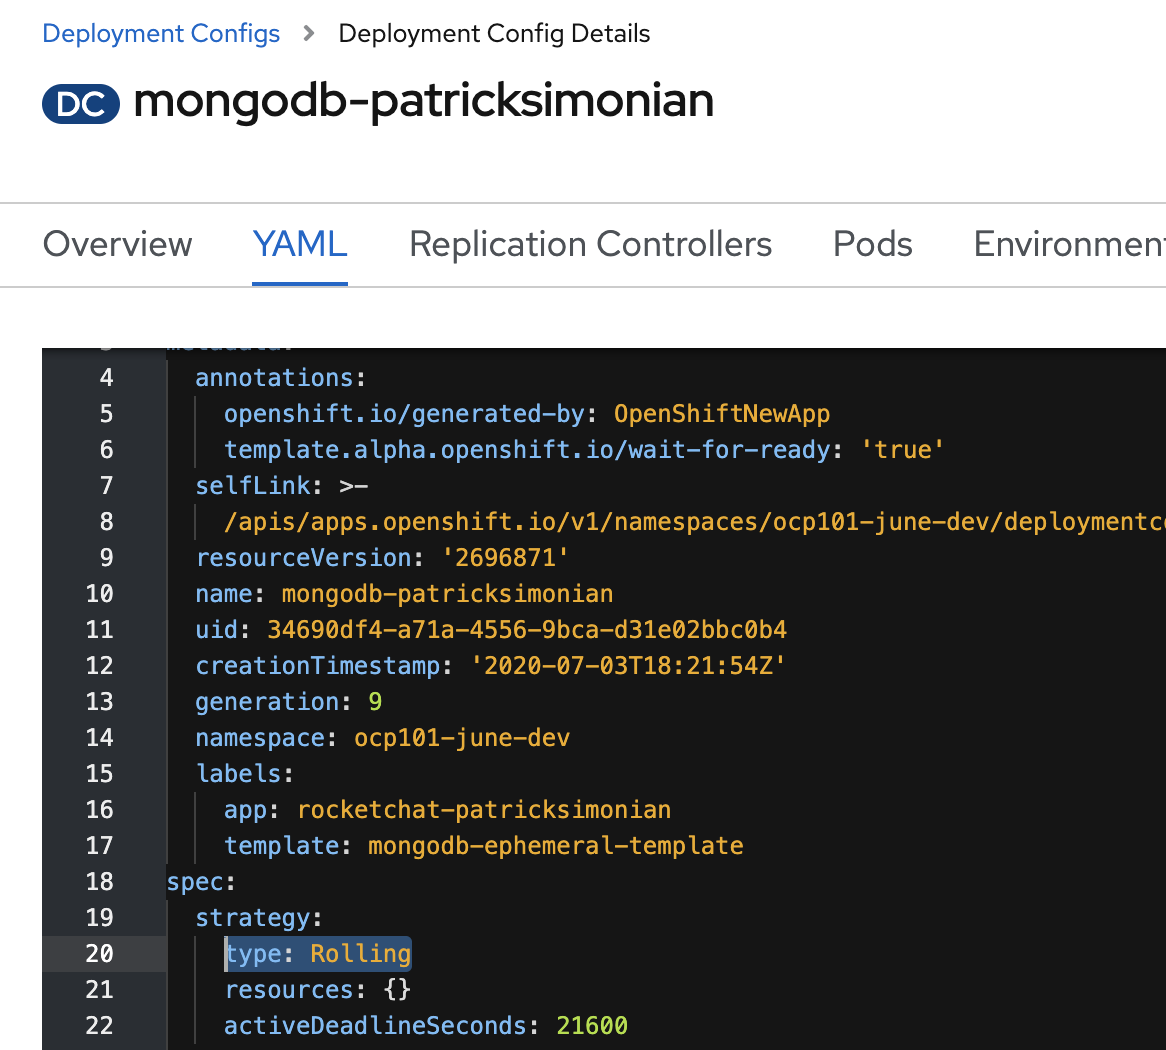 Deployment Configs > Deployment Config Details
DC mongodb-patricksimonian
Overview YAML Replication Controllers Pods Environment
metadata:
4 annotations:
5 openshift.io/generated-by: OpenShiftNewApp
6 template.alpha.openshift.io/wait-for-ready: 'true'
7 selfLink: >-
8 /apis/apps.openshift.io/v1/namespaces/ocp101-june-dev/deploymentc
9 resourceVersion: '2696871'
10 name: mongodb-patricksimonian
11 uid: 34690df4-a71a-4556-9bca-d31e02bbc0b4
12 creationTimestamp: '2020-07-03T18:21:54Z'
13 generation: 9
14 namespace: ocp101-june-dev
15 labels:
16 app: rocketchat-patricksimonian
17 template: mongodb-ephemeral-template
18 spec:
19 strategy:
20 type: Rolling
21 resources: {}
22 activeDeadlineSeconds: 21600